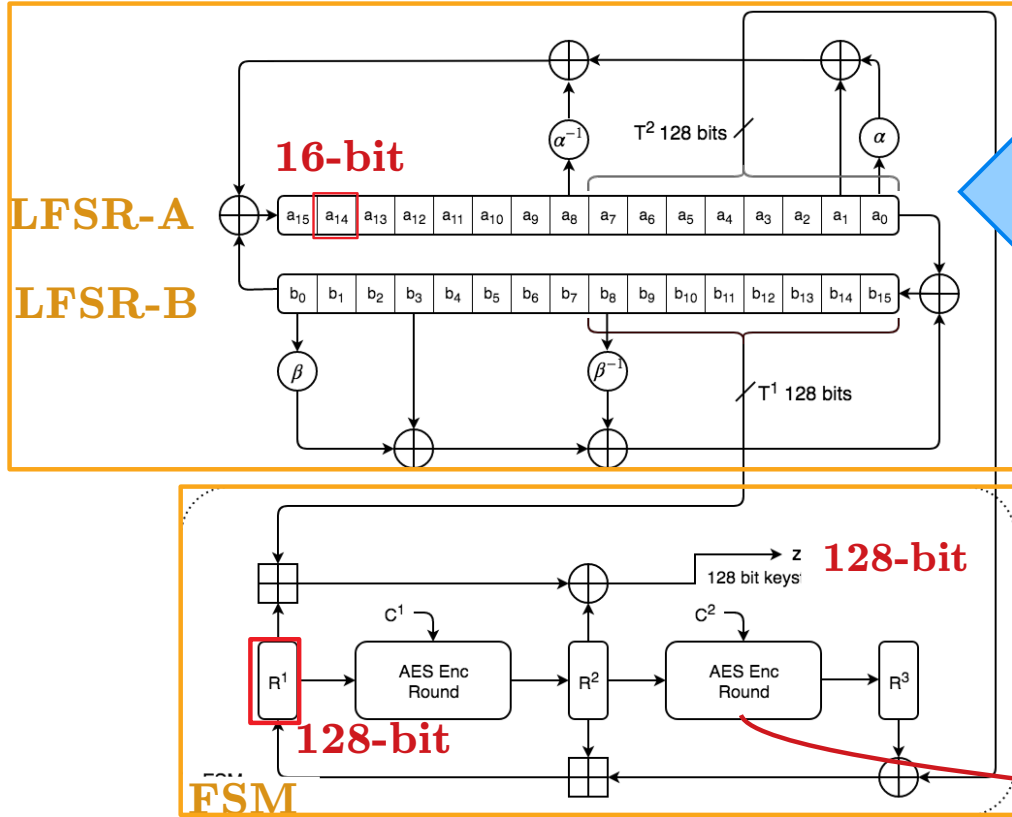 α⁻¹
T² 128 bits
α
16-bit
LFSR-A
a₁₅ a₁₄ a₁₃ a₁₂ a₁₁ a₁₀ a₉ a₈ a₇ a₆ a₅ a₄ a₃ a₂ a₁ a₀
LFSR-B
b₀ b₁ b₂ b₃ b₄ b₅ b₆ b₇ b₈ b₉ b₁₀ b₁₁ b₁₂ b₁₃ b₁₄ b₁₅
β
β⁻¹
T¹ 128 bits
z
128 bit keys
128-bit
C¹
C²
R¹
AES Enc
Round
R²
AES Enc
Round
R³
128-bit
FSM